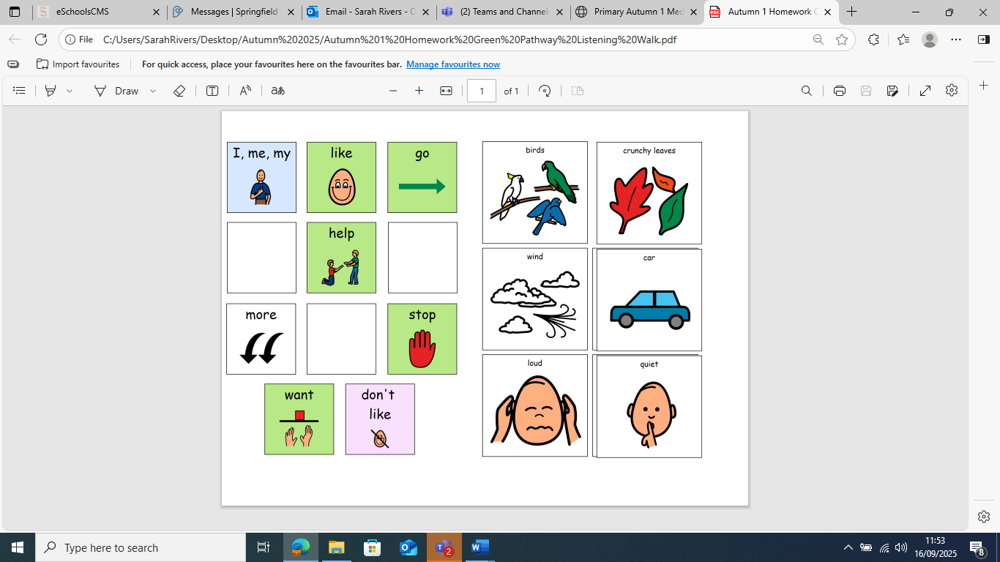 eSchoolsCMS
Messages | Springfield
Email - Sarah Rivers - O
(2) Teams and Channels
Primary Autumn 1 Med
Autumn 1 Homework G
File
C:/Users/SarahRivers/Desktop/Autumn%202025/Autumn%201%20Homework%20Green%20Pathway%20Listening%20Walk.pdf
Import favourites
For quick access, place your favourites here on the favourites bar. Manage favourites now
Draw
1 of 1
I, me, my
like
go
help
more
stop
want
don't
like
birds
crunchy leaves
wind
car
loud
quiet
Type here to search
2
11:53
16/09/2025
8